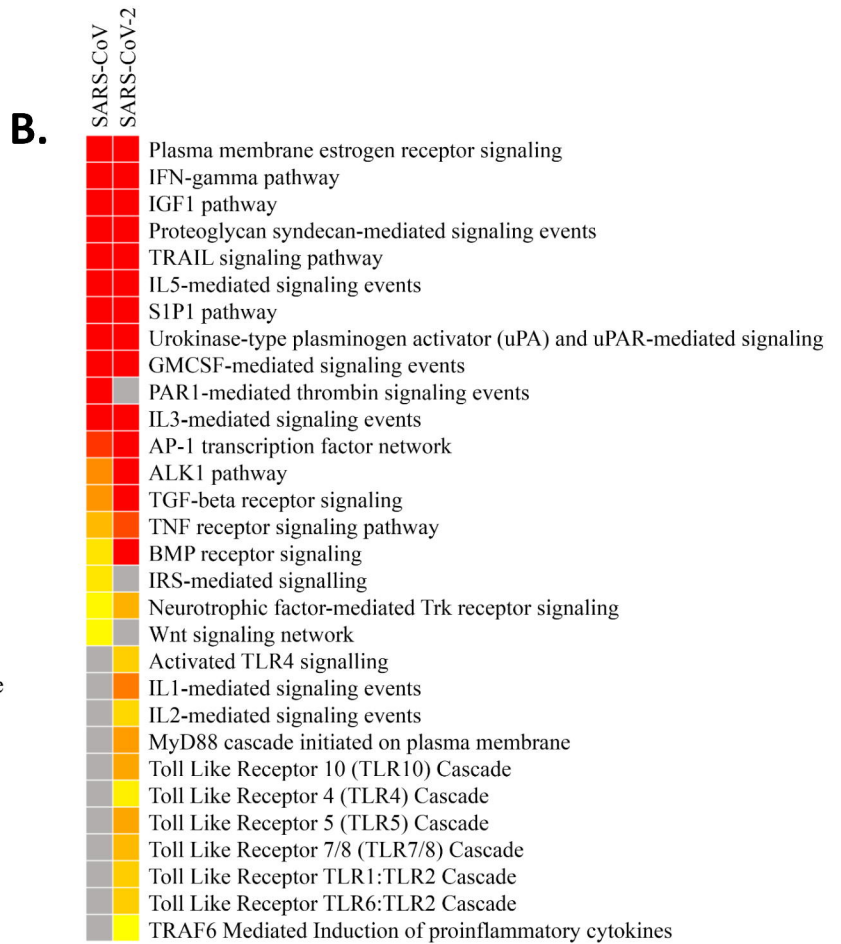 SARS-CoV
SARS-CoV-2
B.
Plasma membrane estrogen receptor signaling
IFN-gamma pathway
IGF1 pathway
Proteoglycan syndecan-mediated signaling events
TRAIL signaling pathway
IL5-mediated signaling events
S1P1 pathway
Urokinase-type plasminogen activator (uPA) and uPAR-mediated signaling
GMCSF-mediated signaling events
PAR1-mediated thrombin signaling events
IL3-mediated signaling events
AP-1 transcription factor network
ALK1 pathway
TGF-beta receptor signaling
TNF receptor signaling pathway
BMP receptor signaling
IRS-mediated signalling
Neurotrophic factor-mediated Trk receptor signaling
Wnt signaling network
Activated TLR4 signalling
e
IL1-mediated signaling events
IL2-mediated signaling events
MyD88 cascade initiated on plasma membrane
Toll Like Receptor 10 (TLR10) Cascade
Toll Like Receptor 4 (TLR4) Cascade
Toll Like Receptor 5 (TLR5) Cascade
Toll Like Receptor 7/8 (TLR7/8) Cascade
Toll Like Receptor TLR1:TLR2 Cascade
Toll Like Receptor TLR6:TLR2 Cascade
TRAF6 Mediated Induction of proinflammatory cytokines